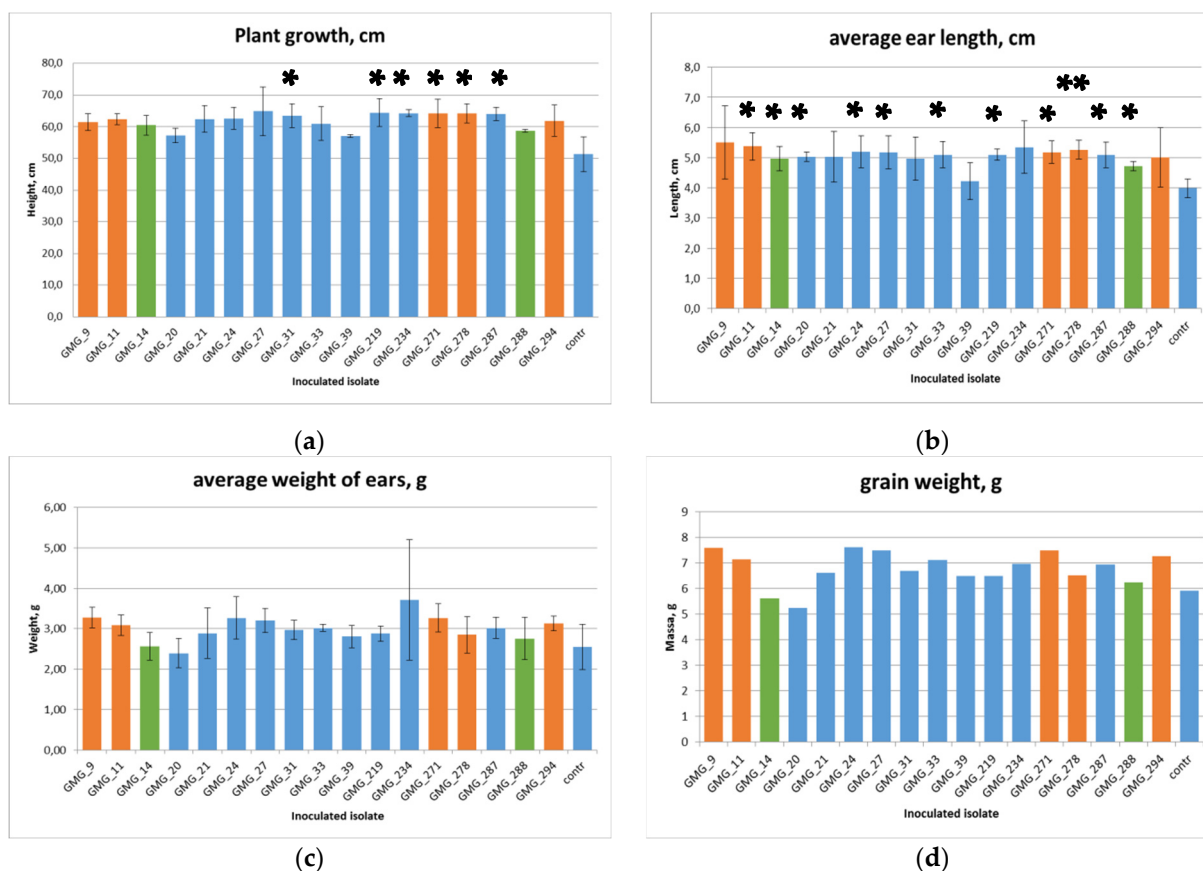 Plant growth, cm
80,0
70,0
60,0
50,0
40,0
30,0
20,0
10,0
0,0
Height, cm
* * * * * *
GMG_9 GMG_11 GMG_14 GMG_20 GMG_21 GMG_24 GMG_27 GMG_31 GMG_33 GMG_39 GMG_219 GMG_234 GMG_271 GMG_278 GMG_287 GMG_288 GMG_294 contr
Inoculated isolate
(a)
average ear length, cm
8,0
7,0
6,0
5,0
4,0
3,0
2,0
1,0
0,0
Length, cm
**
* * * * * * * * * *
GMG_9 GMG_11 GMG_14 GMG_20 GMG_21 GMG_24 GMG_27 GMG_31 GMG_33 GMG_39 GMG_219 GMG_234 GMG_271 GMG_278 GMG_287 GMG_288 GMG_294 contr
Inoculated isolate
(b)
average weight of ears, g
6,00
5,00
4,00
3,00
2,00
1,00
0,00
Weight, g
GMG_9 GMG_11 GMG_14 GMG_20 GMG_21 GMG_24 GMG_27 GMG_31 GMG_33 GMG_39 GMG_219 GMG_234 GMG_271 GMG_278 GMG_287 GMG_288 GMG_294 contr
Inoculated isolate
(c)
grain weight, g
9
8
7
6
5
4
3
2
1
0
Massa, g
GMG_9 GMG_11 GMG_14 GMG_20 GMG_21 GMG_24 GMG_27 GMG_31 GMG_33 GMG_39 GMG_219 GMG_234 GMG_271 GMG_278 GMG_287 GMG_288 GMG_294 contr
Inoculated isolate
(d)